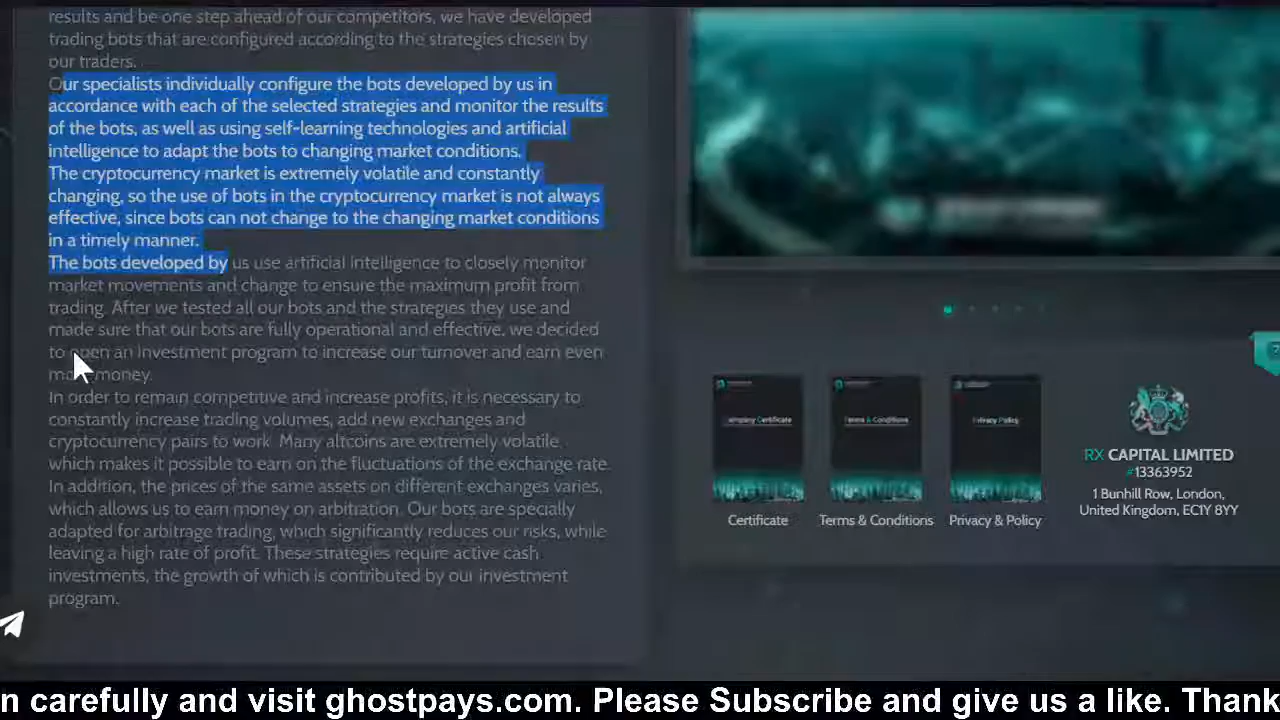 results and be one step ahead of our competitors, we have developed
trading bots that are configured according to the strategies chosen by
our traders.
Our specialists individually configure the bots developed by us in
accordance with each of the selected strategies and monitor the results
of the bots, as well as using self-learning technologies and artificial
intelligence to adapt the bots to changing market conditions.
The cryptocurrency market is extremely volatile and constantly
changing, so the use of bots in the cryptocurrency market is not always
effective, since bots can not change to the changing market conditions
in a timely manner.
The bots developed by us use artificial intelligence to closely monitor
market movements and change to ensure the maximum profit from
trading. After we tested all our bots and the strategies they use and
made sure that our bots are fully operational and effective, we decided
to open an investment program to increase our turnover and earn even
more money.
In order to remain competitive and increase profits, it is necessary to
constantly increase trading volumes, add new exchanges and
cryptocurrency pairs to work. Many altcoins are extremely volatile,
which makes it possible to earn on the fluctuations of the exchange rate.
In addition, the prices of the same assets on different exchanges varies,
which allows us to earn money on arbitration. Our bots are specially
adapted for arbitrage trading, which significantly reduces our risks, while
leaving a high rate of profit. These strategies require active cash
investments, the growth of which is contributed by our investment
program.
Certificate
Terms & Conditions
Terms & Conditions
Privacy Policy
Certificate
Privacy & Policy
RX CAPITAL LIMITED
#13363952
1 Bunhill Row, London,
United Kingdom, EC1Y 8YY
n carefully and visit ghostpays.com. Please Subscribe and give us a like. Thank